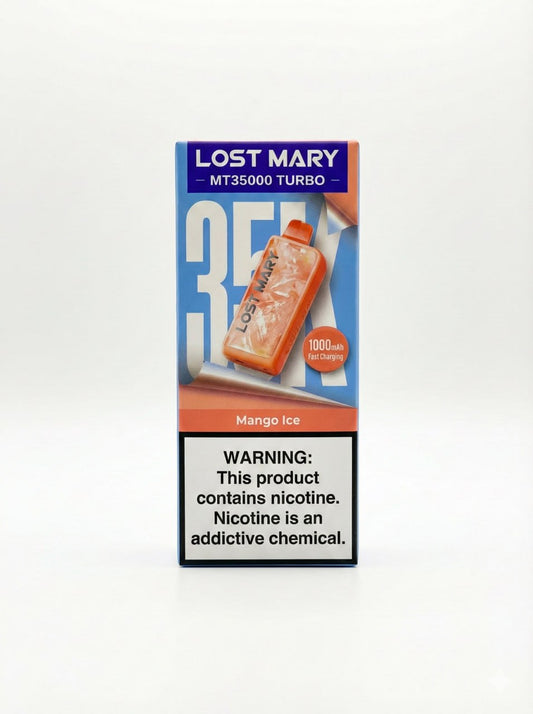 LOST MARY
— MT35000 TURBO —
35K
LOST MARY
1000mAh
Fast Charging
Mango Ice
WARNING:
This product
contains nicotine.
Nicotine is an
addictive chemical.